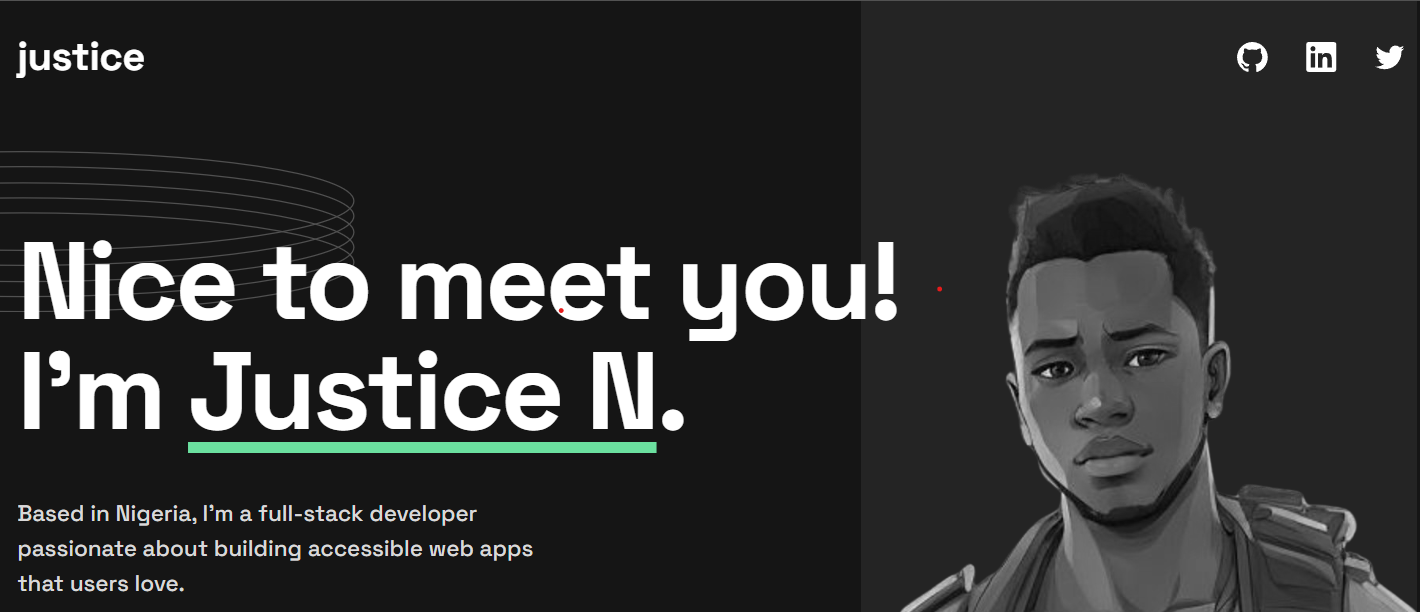 justice
Nice to meet you!
I’m Justice N.
Based in Nigeria, I’m a full-stack developer
passionate about building accessible web apps
that users love.